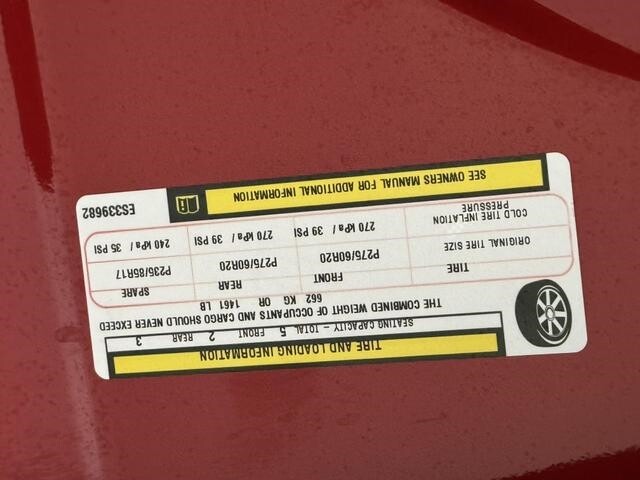 TIRE AND LOADING INFORMATION
SEATING CAPACITY – TOTAL 5 FRONT 2 REAR 3
THE COMBINED WEIGHT OF OCCUPANTS AND CARGO SHOULD NEVER EXCEED
662 KG OR 1461 LB
TIRE FRONT REAR SPARE
ORIGINAL TIRE SIZE P275/60R20 P275/60R20 P235/85R17
COLD TIRE INFLATION
PRESSURE 270 kPa / 39 PSI 270 kPa / 39 PSI 240 kPa / 35 PSI
SEE OWNERS MANUAL FOR ADDITIONAL INFORMATION
ES339682